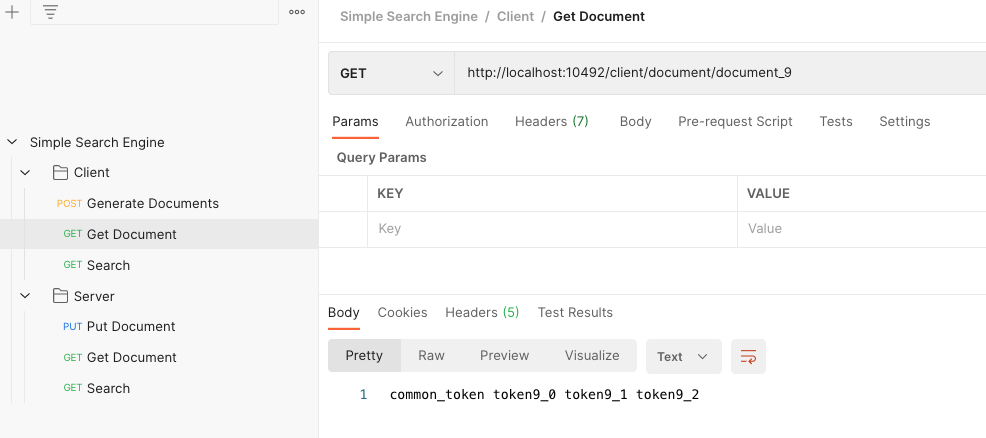 Simple Search Engine / Client / Get Document
GET http://localhost:10492/client/document/document_9
Params Authorization Headers (7) Body Pre-request Script Tests Settings
Query Params
KEY VALUE
Key Value
Simple Search Engine
Client
POST Generate Documents
GET Get Document
GET Search
Server
PUT Put Document
GET Get Document
GET Search
Body Cookies Headers (5) Test Results
Pretty Raw Preview Visualize Text
1 common_token token9_0 token9_1 token9_2